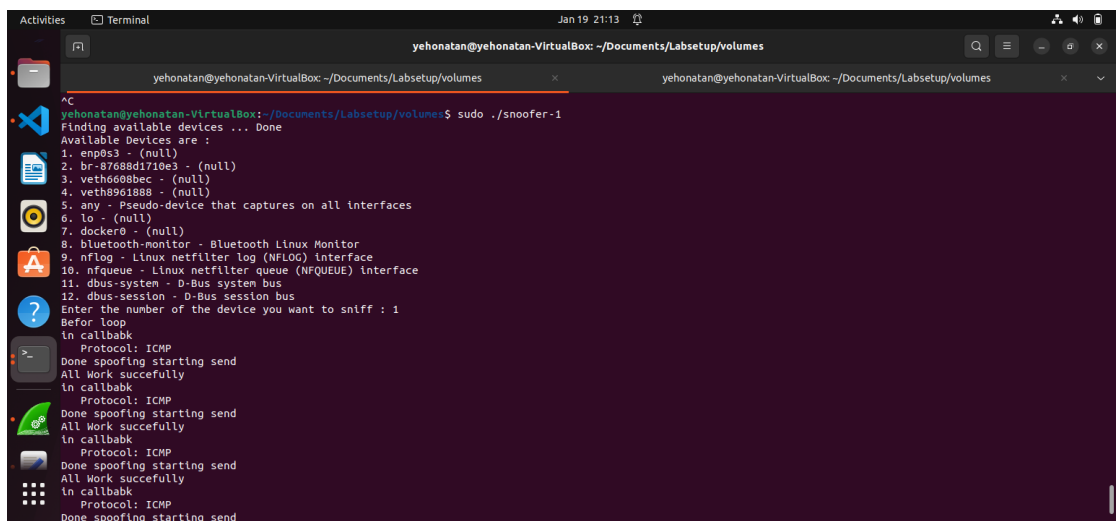 Activities Terminal Jan 19 21:13
yehonatan@yehonatan-VirtualBox: ~/Documents/Labsetup/volumes
yehonatan@yehonatan-VirtualBox: ~/Documents/Labsetup/volumes yehonatan@yehonatan-VirtualBox: ~/Documents/Labsetup/volumes
^C
yehonatan@yehonatan-VirtualBox:~/Documents/Labsetup/volumes$ sudo ./snoofer-1
Finding available devices ... Done
Available Devices are :
1. enp0s3 - (null)
2. br-87688d1710e3 - (null)
3. veth6608bec - (null)
4. veth8961888 - (null)
5. any - Pseudo-device that captures on all interfaces
6. lo - (null)
7. docker0 - (null)
8. bluetooth-monitor - Bluetooth Linux Monitor
9. nflog - Linux netfilter log (NFLOG) interface
10. nfqueue - Linux netfilter queue (NFQUEUE) interface
11. dbus-system - D-Bus system bus
12. dbus-session - D-Bus session bus
Enter the number of the device you want to sniff : 1
Befor loop
in callbabk
Protocol: ICMP
Done spoofing starting send
All Work succefully
in callbabk
Protocol: ICMP
Done spoofing starting send
All Work succefully
in callbabk
Protocol: ICMP
Done spoofing starting send
All Work succefully
in callbabk
Protocol: ICMP
Done spoofing starting send